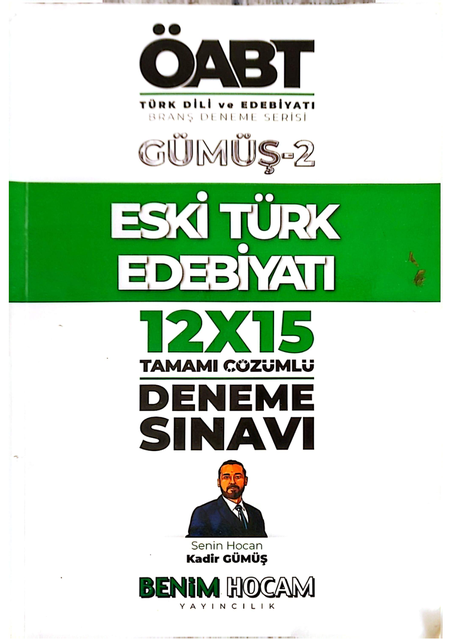 ÖABT
TÜRK DİLİ ve EDEBİYATI
BRANŞ DENEME SERİSİ
GÜMÜŞ-2
ESKİ TÜRK
EDEBİYATI
12X15
TAMAMI ÇÖZÜMLÜ
DENEME
SINAVI
Senin Hocan
Kadir GÜMÜŞ
BENİM HOCAM
YAYINCILIK